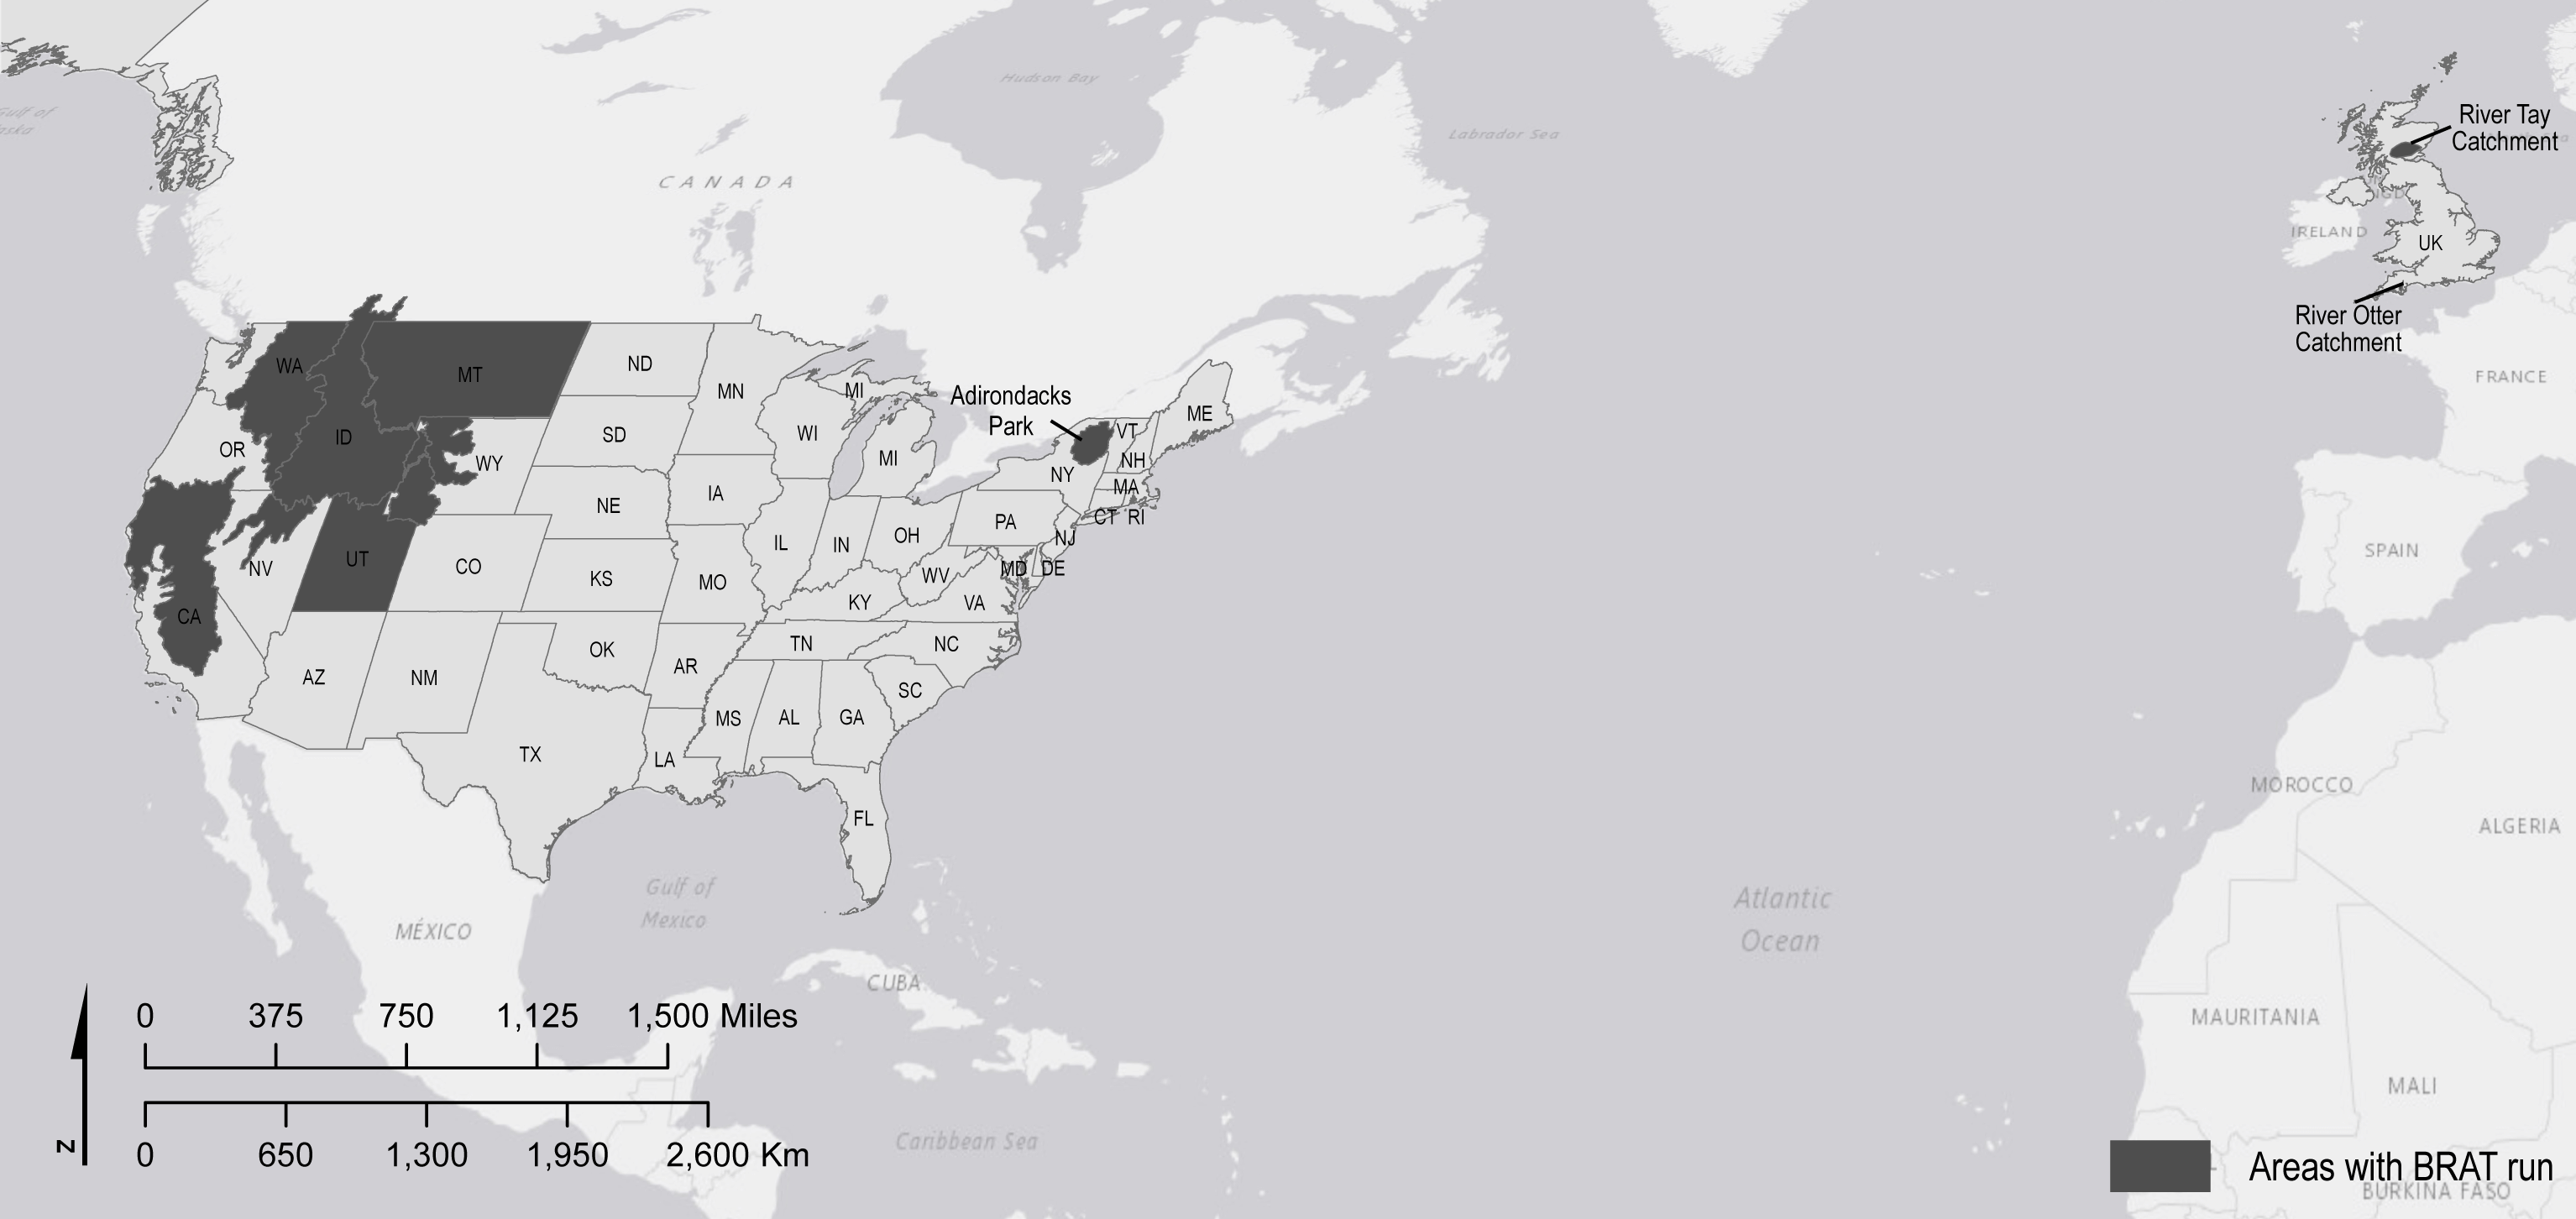 Hudson Bay
Gulf of
Labrador Sea
River Tay
Catchment
CANADA
IRELAND
UK
River Otter
Catchment
FRANCE
WA
MT
ND
MN
MI
Adirondacks
Park
VT
ME
ID
OR
SD
WI
MI
NY
NH
WY
NE
IA
MA
PA
CT RI
IL
IN
OH
NJ
UT
NV
CO
KS
MO
WV
MD
DE
KY
VA
SPAIN
CA
OK
TN
NC
AZ
NM
AR
SC
MS
AL
GA
TX
LA
FL
MOROCCO
ALGERIA
Gulf of
Mexico
Atlantic
Ocean
MÉXICO
CUBA
0 375 750 1,125 1,500 Miles
MAURITANIA
MALI
0 650 1,300 1,950 2,600 Km
N
Caribbean Sea
Areas with BRAT run
BURKINA FASO